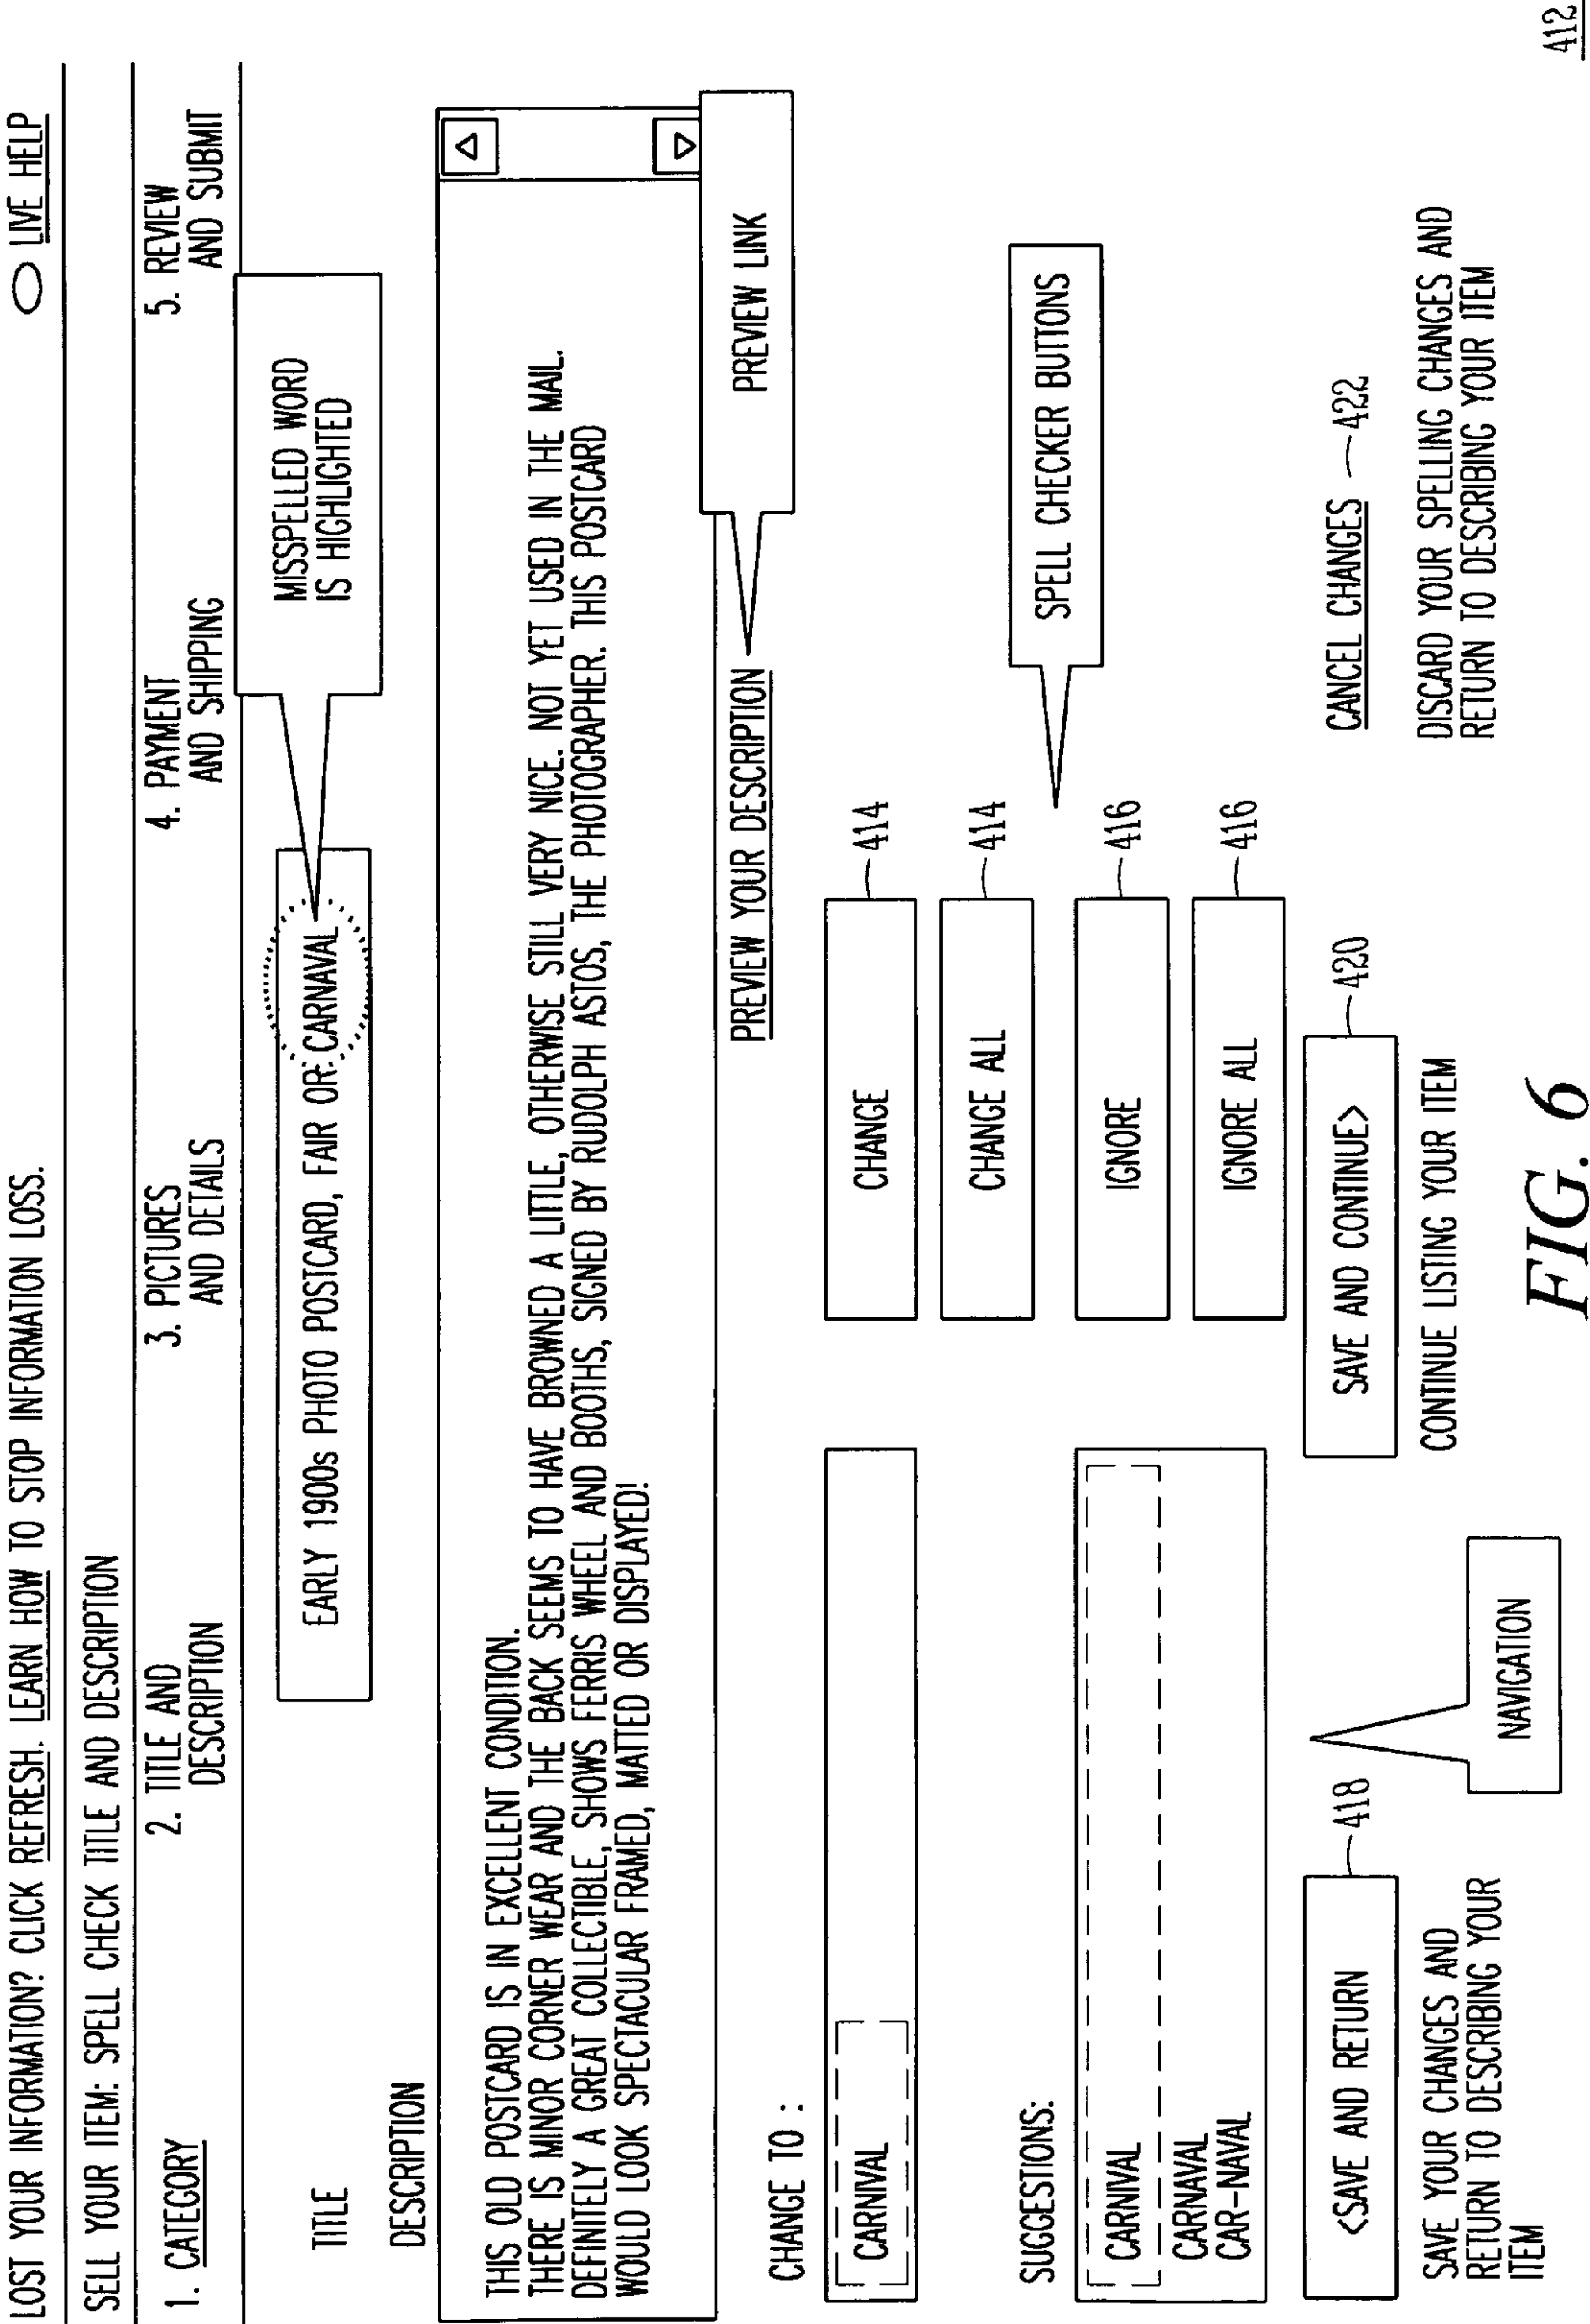 LOST YOUR INFORMATION? CLICK REFRESH. LEARN HOW TO STOP INFORMATION LOSS.
LIVE HELP
SELL YOUR ITEM: SPELL CHECK TITLE AND DESCRIPTION
1. CATEGORY
2. TITLE AND
DESCRIPTION
3. PICTURES
AND DETAILS
4. PAYMENT
AND SHIPPING
5. REVIEW
AND SUBMIT
MISSPELLED WORD
IS HIGHLIGHTED
TITLE
EARLY 1900s PHOTO POSTCARD, FAIR OR CARNAVAL
DESCRIPTION
THIS OLD POSTCARD IS IN EXCELLENT CONDITION.
THERE IS MINOR CORNER WEAR AND THE BACK SEEMS TO HAVE BROWNED A LITTLE, OTHERWISE STILL VERY NICE. NOT YET USED IN THE MAIL.
DEFINITELY A GREAT COLLECTIBLE, SHOWS FERRIS WHEEL AND BOOTHS, SIGNED BY RUDOLPH ASTOS, THE PHOTOGRAPHER. THIS POSTCARD
WOULD LOOK SPECTACULAR FRAMED, MATTED OR DISPLAYED!
PREVIEW YOUR DESCRIPTION
PREVIEW LINK
CHANGE TO :
CARNIVAL
CHANGE
414
CHANGE ALL
414
SPELL CHECKER BUTTONS
SUGGESTIONS:
CARNIVAL
CARNAVAL
CAR-NAVAL
IGNORE
416
IGNORE ALL
416
<SAVE AND RETURN
418
SAVE AND CONTINUE>
420
CANCEL CHANGES
422
SAVE YOUR CHANGES AND
RETURN TO DESCRIBING YOUR
ITEM
NAVIGATION
CONTINUE LISTING YOUR ITEM
DISCARD YOUR SPELLING CHANGES AND
RETURN TO DESCRIBING YOUR ITEM
FIG. 6
412